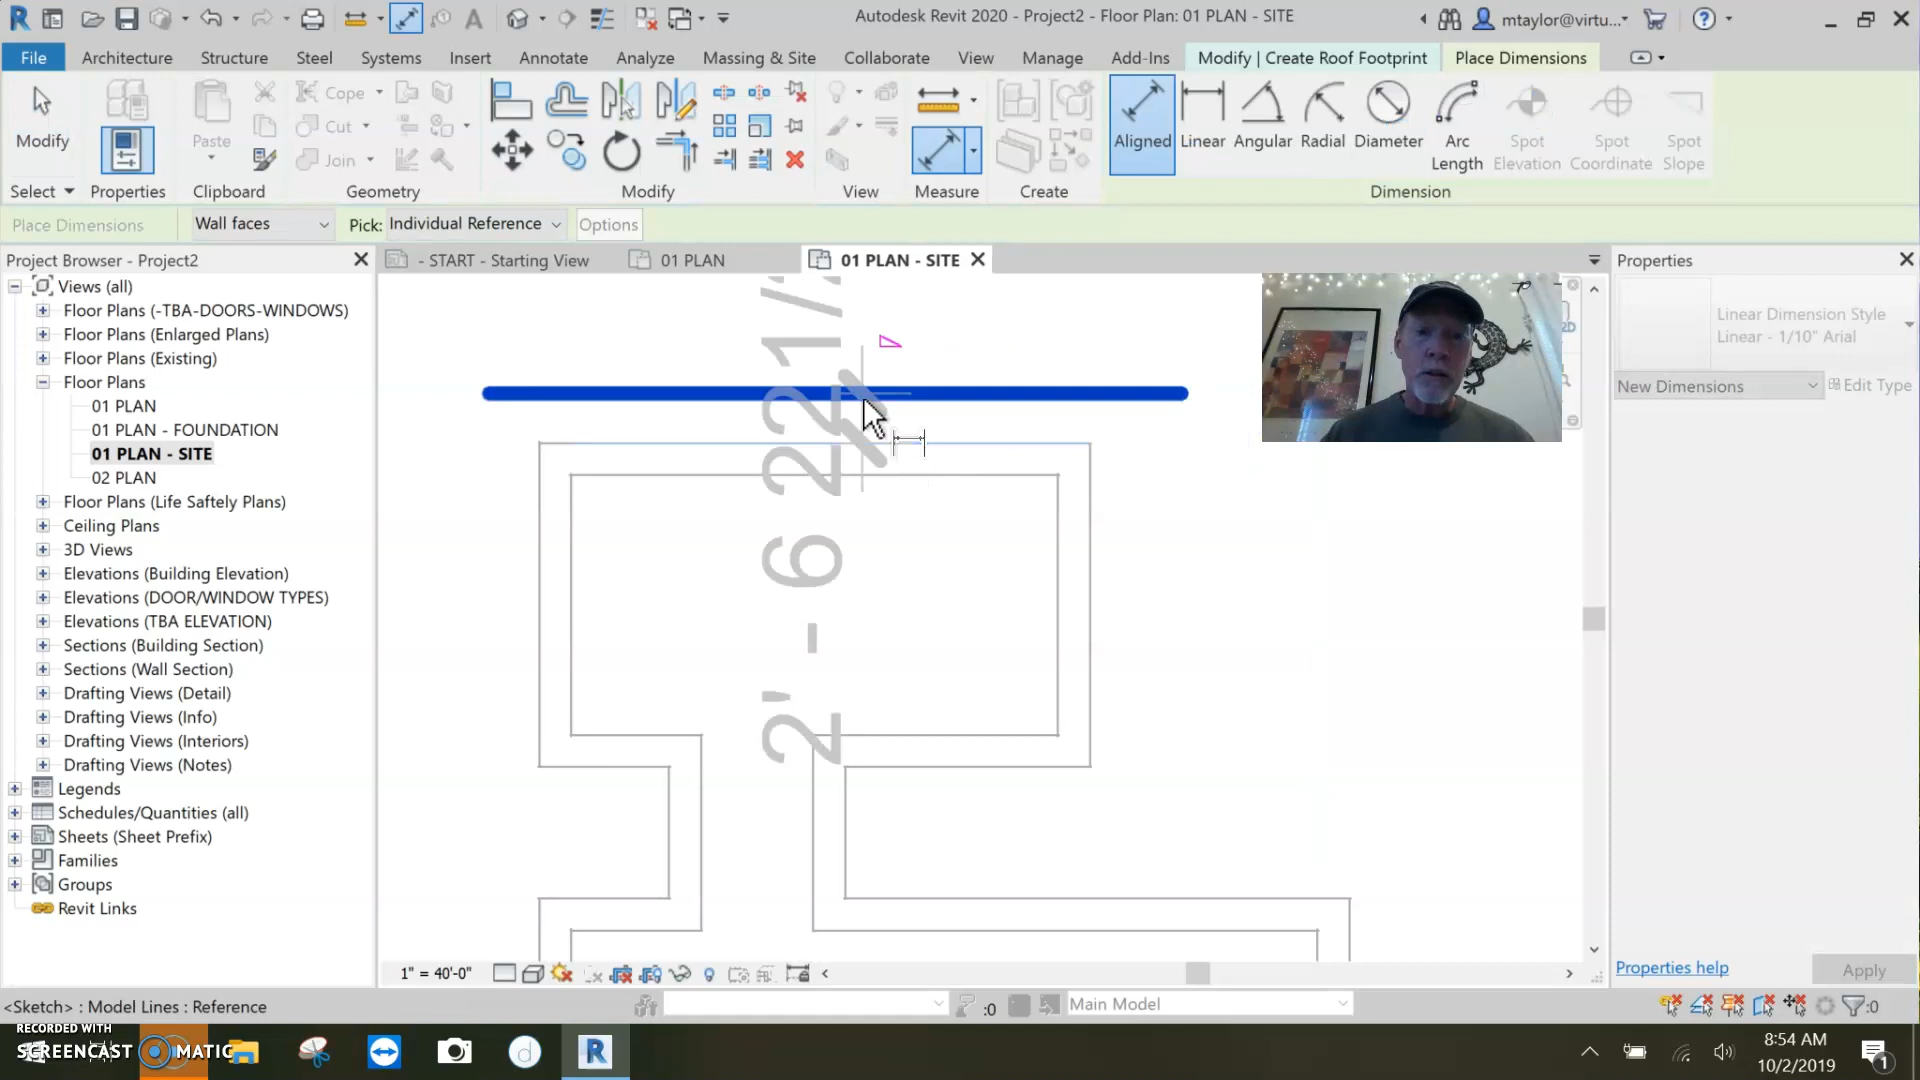 Autodesk Revit 2020 - Project2 - Floor Plan: 01 PLAN - SITE
mtaylor@virtu...
File Architecture Structure Steel Systems Insert Annotate Analyze Massing & Site Collaborate View Manage Add-Ins Modify | Create Roof Footprint Place Dimensions
Modify
Paste
Cope
Cut
Join
Aligned Linear Angular Radial Diameter Arc Length Spot Elevation Spot Coordinate Spot Slope
Select Properties Clipboard Geometry Modify View Measure Create Dimension
Place Dimensions Wall faces Pick: Individual Reference Options
Project Browser - Project2
- START - Starting View
01 PLAN
01 PLAN - SITE
Properties
Views (all)
Floor Plans (-TBA-DOORS-WINDOWS)
Floor Plans (Enlarged Plans)
Floor Plans (Existing)
Floor Plans
01 PLAN
01 PLAN - FOUNDATION
01 PLAN - SITE
02 PLAN
Floor Plans (Life Saftely Plans)
Ceiling Plans
3D Views
Elevations (Building Elevation)
Elevations (DOOR/WINDOW TYPES)
Elevations (TBA ELEVATION)
Sections (Building Section)
Sections (Wall Section)
Drafting Views (Detail)
Drafting Views (Info)
Drafting Views (Interiors)
Drafting Views (Notes)
Legends
Schedules/Quantities (all)
Sheets (Sheet Prefix)
Families
Groups
Revit Links
Linear Dimension Style
Linear - 1/10" Arial
New Dimensions
Edit Type
Properties help
Apply
1" = 40'-0"
<Sketch> : Model Lines : Reference
:0
Main Model
:0
RECORDED WITH
SCREENCAST MATIC
8:54 AM
10/2/2019
1